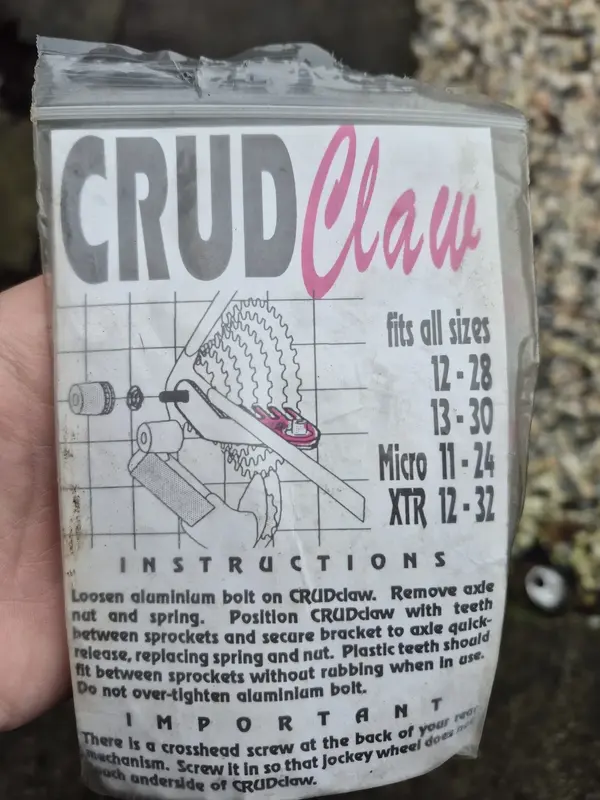 CRUD Claw
fits all sizes
12 - 28
13 - 30
Micro 11 - 24
XTR 12 - 32
INSTRUCTIONS
Loosen aluminium bolt on CRUDclaw. Remove axle
nut and spring. Position CRUDclaw with teeth
between sprockets and secure bracket to axle quick-
release, replacing spring and nut. Plastic teeth should
fit between sprockets without rubbing when in use.
Do not over-tighten aluminium bolt.
IMPORTANT
There is a crosshead screw at the back of your rear
mechanism. Screw it in so that jockey wheel does
underside of CRUDclaw.